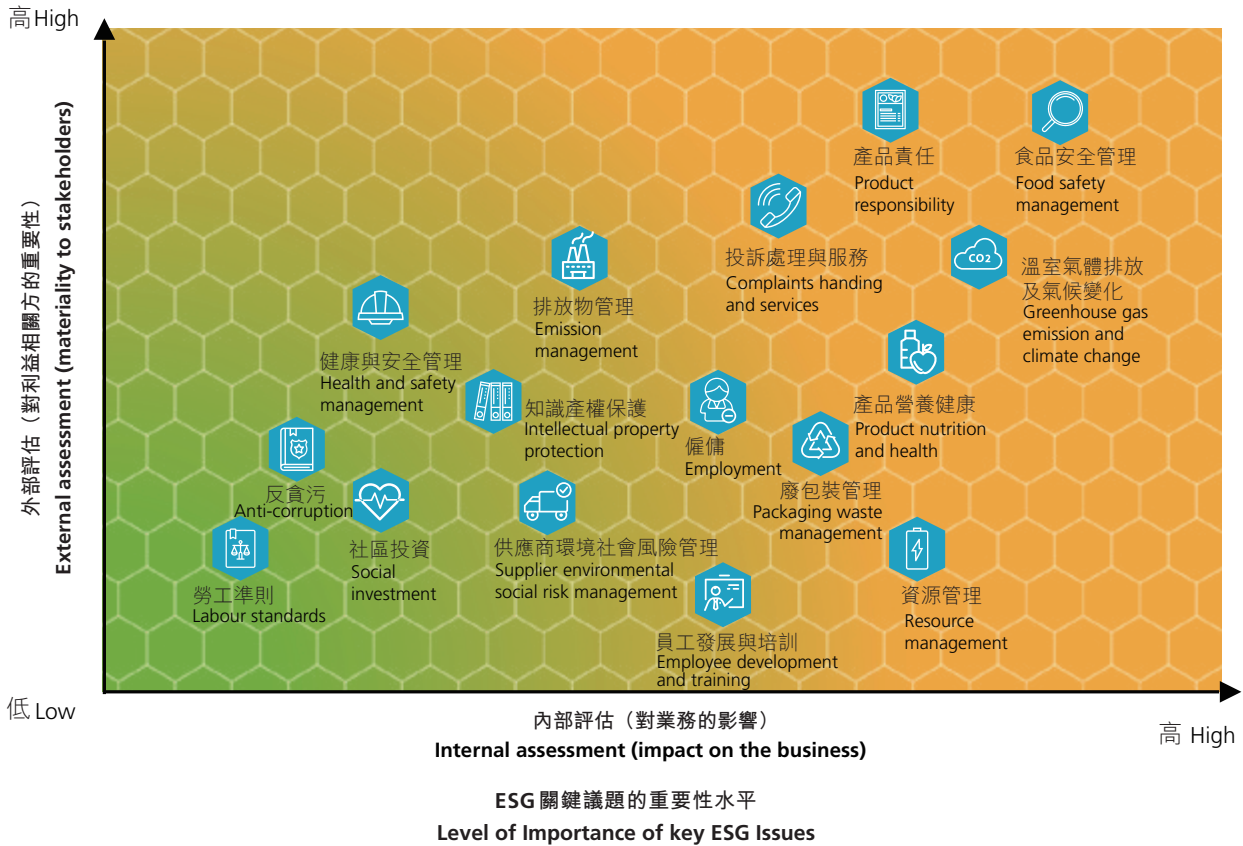 高 High
外部評估（對利益相關方的重要性）
External assessment (materiality to stakeholders)
產品責任
Product
responsibility
食品安全管理
Food safety
management
投訴處理與服務
Complaints handing
and services
CO2
溫室氣體排放
及氣候變化
Greenhouse gas
emission and
climate change
排放物管理
Emission
management
健康與安全管理
Health and safety
management
知識產權保護
Intellectual property
protection
僱傭
Employment
產品營養健康
Product nutrition
and health
反貪污
Anti-corruption
廢包裝管理
Packaging waste
management
社區投資
Social
investment
供應商環境社會風險管理
Supplier environmental
social risk management
勞工準則
Labour standards
資源管理
Resource
management
員工發展與培訓
Employee development
and training
低 Low
內部評估（對業務的影響）
Internal assessment (impact on the business)
高 High
ESG 關鍵議題的重要性水平
Level of Importance of key ESG Issues